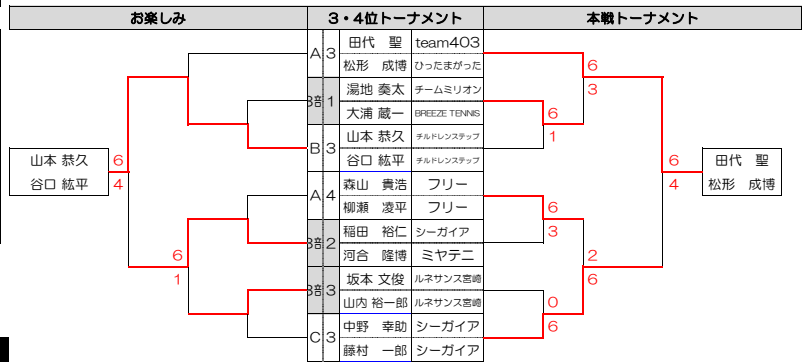 お楽しみ ３・４位トーナメント 本戦トーナメント
A 3 田代　聖 team403
松形　成博 ひったまがった
3部 1 湯地 奏太 チームミリオン
大浦 蔵一 BREEZE TENNIS
B 3 山本 恭久 チルドレンステップ
谷口 紘平 チルドレンステップ
A 4 森山　貴浩 フリー
柳瀬　凌平 フリー
3部 2 稲田　裕仁 シーガイア
河合　隆博 ミヤテニ
3部 3 坂本 文俊 ルネサンス宮崎
山内 裕一郎 ルネサンス宮崎
C 3 中野　幸助 シーガイア
藤村　一郎 シーガイア
山本 恭久 6
谷口 紘平 4
6
1
6
3
6
1
6
3
2
6
0
6
6 田代　聖
4 松形　成博